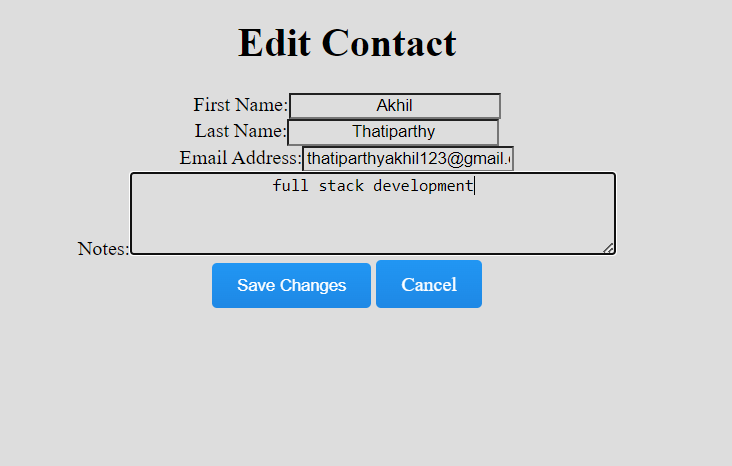 Edit Contact
First Name: Akhil
Last Name: Thatiparthy
Email Address: thatiparthyakhil123@gmail.
full stack development
Notes:
Save Changes Cancel